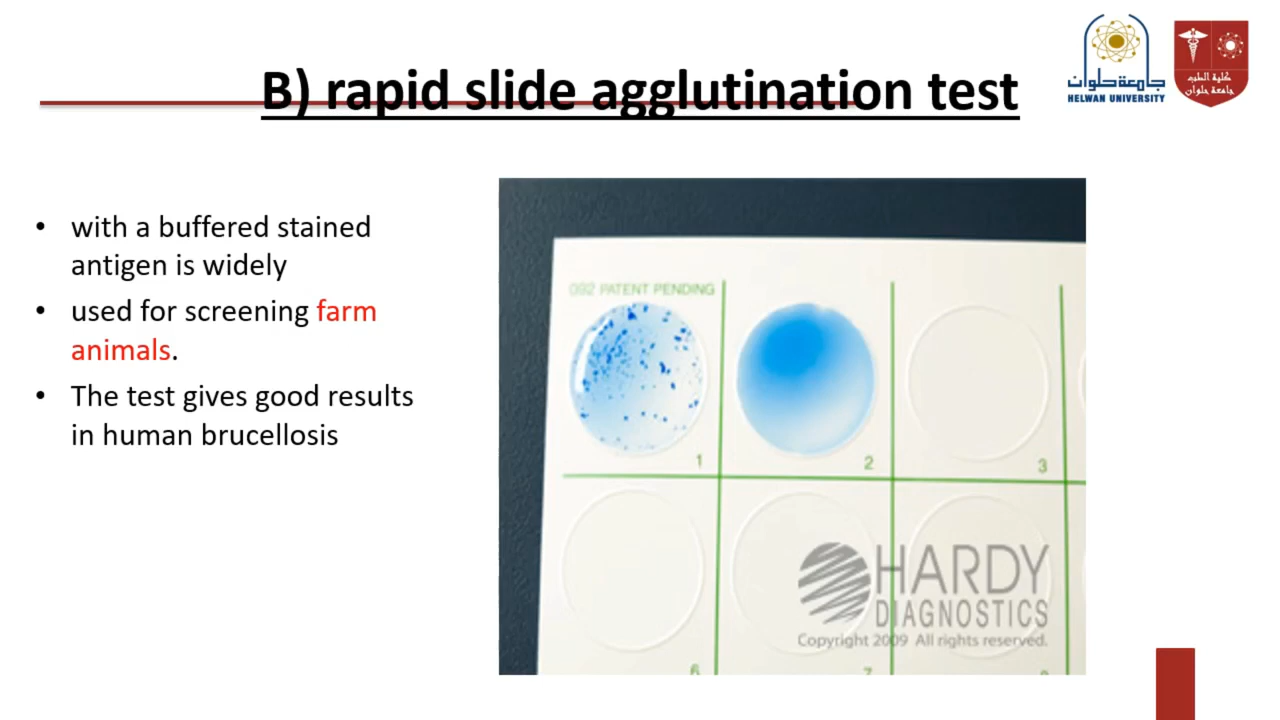 B) rapid slide agglutination test
جامعة حلوان
HELWAN UNIVERSITY
كلية الطب
جامعة حلوان
• with a buffered stained
antigen is widely
• used for screening farm
animals.
• The test gives good results
in human brucellosis
092 PATENT PENDING
1
2
3
HARDY
DIAGNOSTICS
Copyright 2009 All rights reserved.
6
7